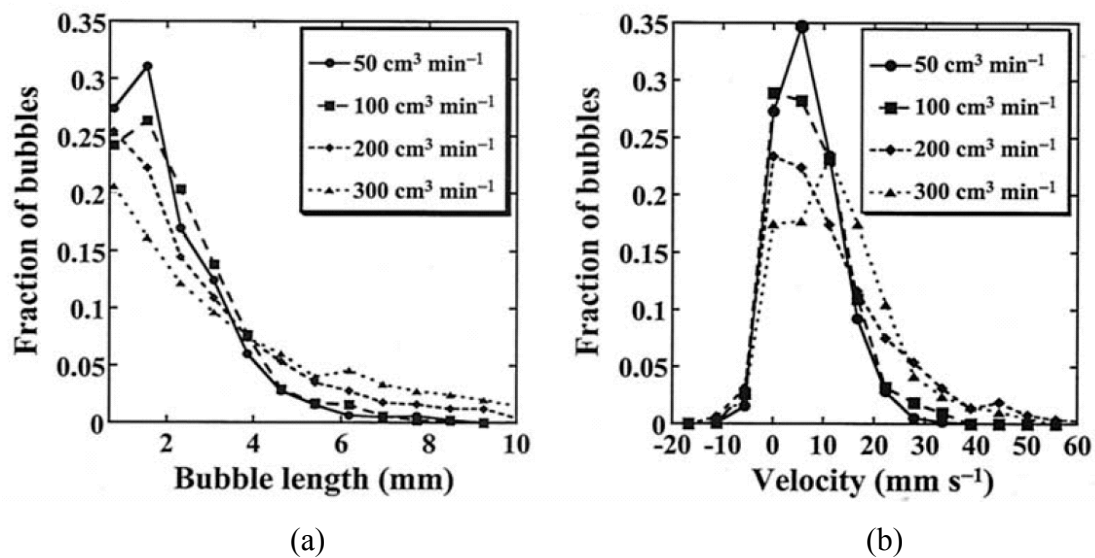 0.35
0.3
0.25
0.2
0.15
0.1
0.05
0
Fraction of bubbles
50 cm³ min⁻¹
100 cm³ min⁻¹
200 cm³ min⁻¹
300 cm³ min⁻¹
2 4 6 8 10
Bubble length (mm)
(a)
0.35
0.3
0.25
0.2
0.15
0.1
0.05
0
Fraction of bubbles
50 cm³ min⁻¹
100 cm³ min⁻¹
200 cm³ min⁻¹
300 cm³ min⁻¹
-20 -10 0 10 20 30 40 50 60
Velocity (mm s⁻¹)
(b)